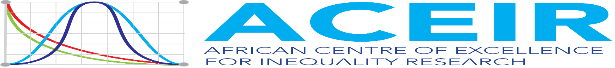 ACEIR
AFRICAN CENTRE OF EXCELLENCE
FOR INEQUALITY RESEARCH